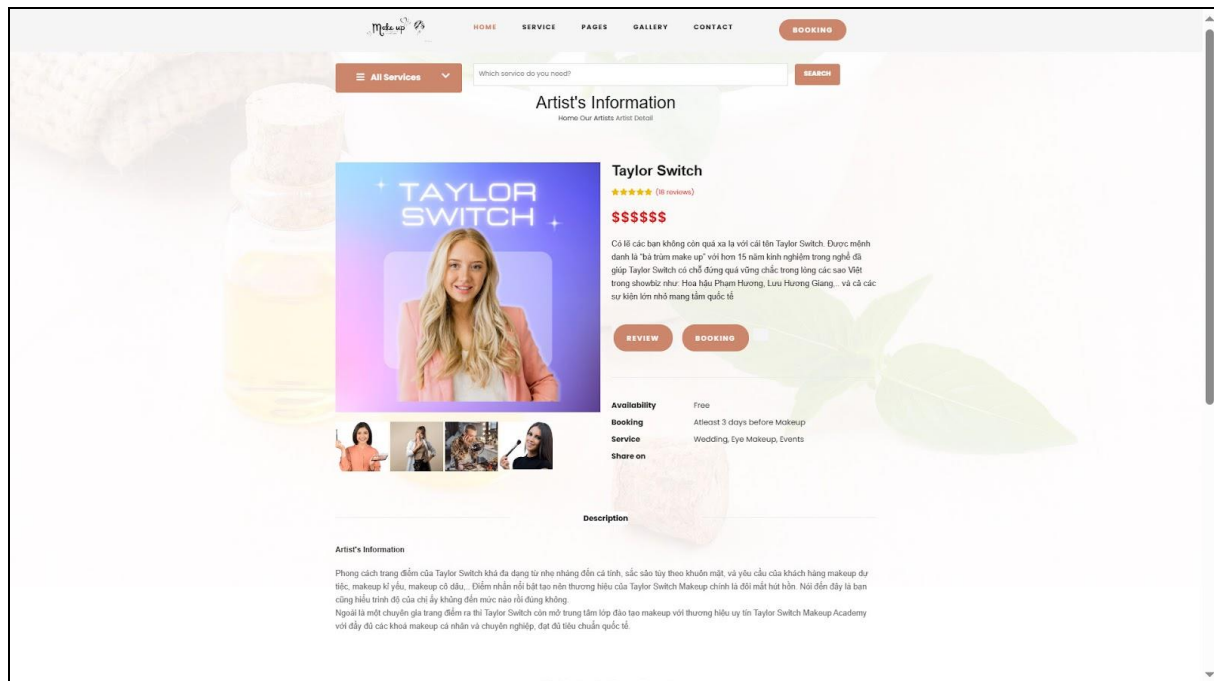 Make up
HOME SERVICE PAGES GALLERY CONTACT BOOKING
All Services Which service do you need? SEARCH
Artist's Information
Home Our Artists Artist Detail
TAYLOR
SWITCH
Taylor Switch
(18 reviews)
$$$$$$
Có lẽ các bạn không còn quá xa lạ với cái tên Taylor Switch. Được mệnh
danh là "bà trùm make up" với hơn 15 năm kinh nghiệm trong nghề đã
giúp Taylor Switch có chỗ đứng quá vững chắc trong lòng các sao Việt
trong showbiz như: Hoa hậu Phạm Hương, Lưu Hương Giang,.. và cả các
sự kiện lớn nhỏ mang tầm quốc tế
REVIEW BOOKING
Availability Free
Booking Atleast 3 days before Makeup
Service Wedding, Eye Makeup, Events
Share on
Description
Artist's Information
Phong cách trang điểm của Taylor Switch khá đa dạng từ nhẹ nhàng đến cá tính, sắc sảo tùy theo khuôn mặt, và yêu cầu của khách hàng makeup dự
tiệc, makeup kỉ yếu, makeup cô dâu,.. Điểm nhấn nổi bật tạo nên thương hiệu của Taylor Switch Makeup chính là đôi mắt hút hồn. Nói đến đây là bạn
cũng hiểu trình độ của chị ấy khủng đến mức nào rồi đúng không.
Ngoài là một chuyên gia trang điểm ra thì Taylor Switch còn mở trung tâm lớp đào tạo makeup với thương hiệu uy tín Taylor Switch Makeup Academy
với đầy đủ các khoá makeup cá nhân và chuyên nghiệp, đạt đủ tiêu chuẩn quốc tế.